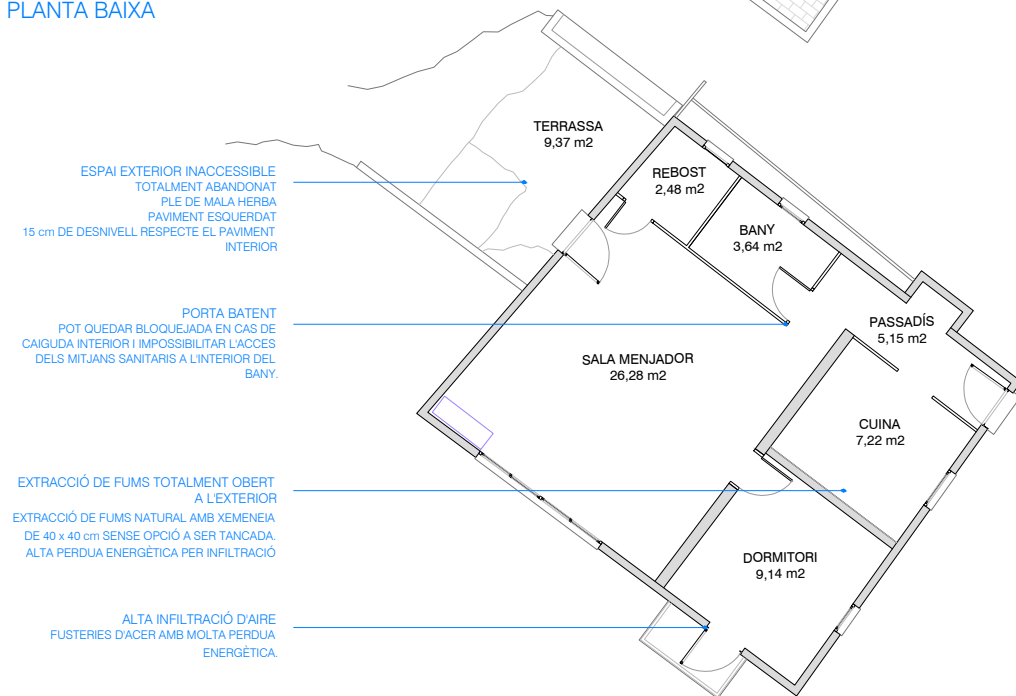 PLANTA BAIXA
TERRASSA
9,37 m2
REBOST
2,48 m2
BANY
3,64 m2
PASSADÍS
5,15 m2
SALA MENJADOR
26,28 m2
CUINA
7,22 m2
DORMITORI
9,14 m2
ESPAI EXTERIOR INACCESSIBLE
TOTALMENT ABANDONAT
PLE DE MALA HERBA
PAVIMENT ESQUERDAT
15 cm DE DESNIVELL RESPECTE EL PAVIMENT
INTERIOR
PORTA BATENT
POT QUEDAR BLOQUEJADA EN CAS DE
CAIGUDA INTERIOR I IMPOSSIBILITAR L'ACCES
DELS MITJANS SANITARIS A L'INTERIOR DEL
BANY.
EXTRACCIÓ DE FUMS TOTALMENT OBERT
A L'EXTERIOR
EXTRACCIÓ DE FUMS NATURAL AMB XEMENEIA
DE 40 x 40 cm SENSE OPCIÓ A SER TANCADA.
ALTA PERDUA ENERGÈTICA PER INFILTRACIÓ
ALTA INFILTRACIÓ D'AIRE
FUSTERIES D'ACER AMB MOLTA PERDUA
ENERGÈTICA.